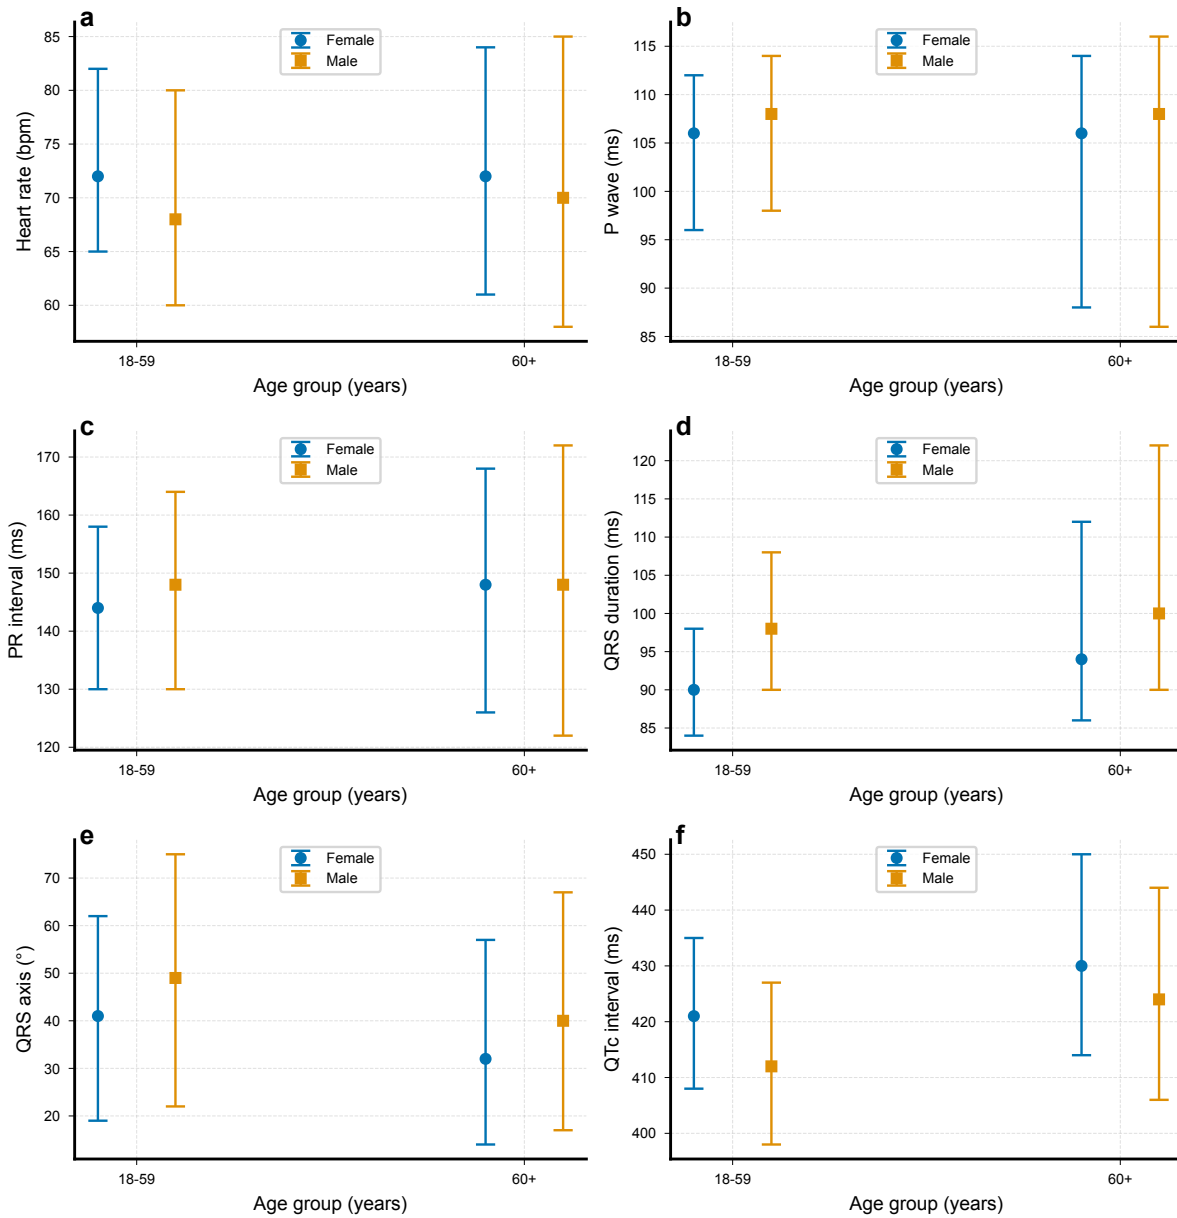 a
Female
Male
85
80
75
70
65
60
Heart rate (bpm)
18-59
60+
Age group (years)
b
Female
Male
115
110
105
100
95
90
85
P wave (ms)
18-59
60+
Age group (years)
c
Female
Male
170
160
150
140
130
120
PR interval (ms)
18-59
60+
Age group (years)
d
Female
Male
120
115
110
105
100
95
90
85
QRS duration (ms)
18-59
60+
Age group (years)
e
Female
Male
70
60
50
40
30
20
QRS axis (°)
18-59
60+
Age group (years)
f
Female
Male
450
440
430
420
410
400
QTc interval (ms)
18-59
60+
Age group (years)